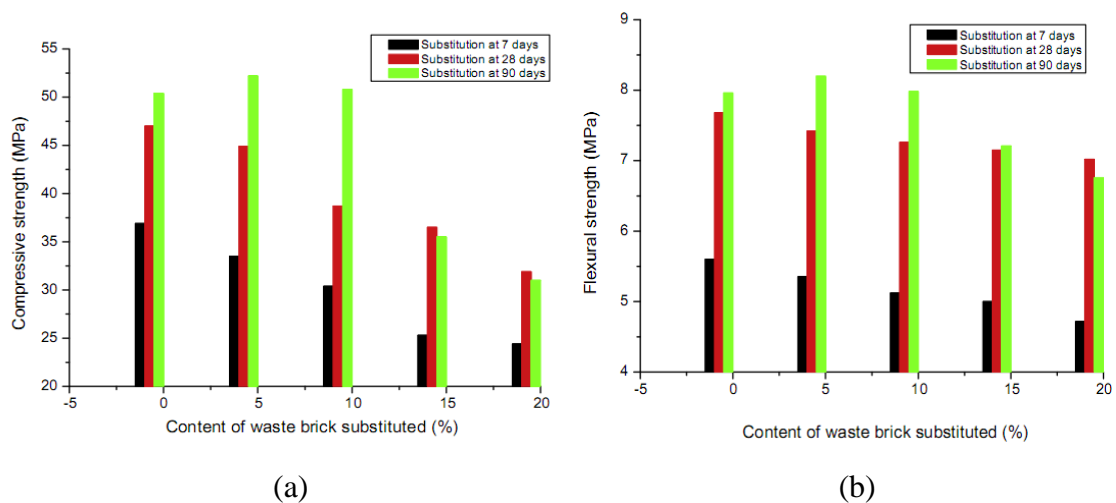 Substitution at 7 days
Substitution at 28 days
Substitution at 90 days
55
50
45
40
35
30
25
20
Compressive strength (MPa)
-5
0
5
10
15
20
Content of waste brick substituted (%)
(a)
Substitution at 7 days
Substitution at 28 days
Substitution at 90 days
9
8
7
6
5
4
Flexural strength (MPa)
-5
0
5
10
15
20
Content of waste brick substituted (%)
(b)